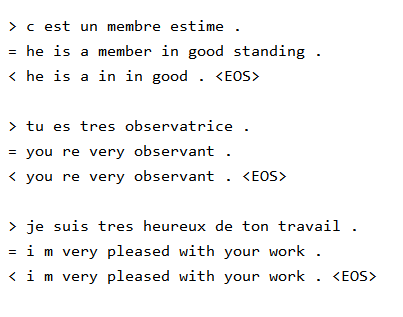 > c est un membre estime .
= he is a member in good standing .
< he is a in in good . <EOS>
> tu es tres observatrice .
= you re very observant .
< you re very observant . <EOS>
> je suis tres heureux de ton travail .
= i m very pleased with your work .
< i m very pleased with your work . <EOS>